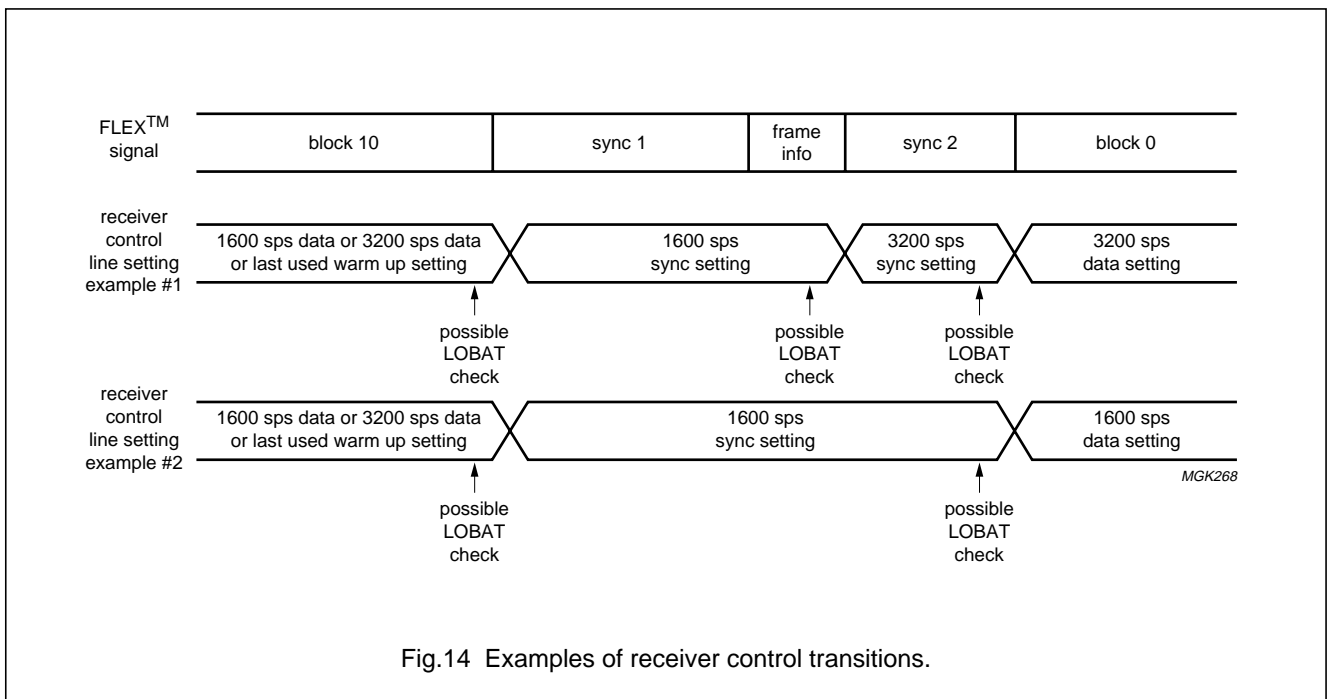 FLEX™
signal
block 10
sync 1
frame
info
sync 2
block 0
receiver
control
line setting
example #1
1600 sps data or 3200 sps data
or last used warm up setting
1600 sps
sync setting
3200 sps
sync setting
3200 sps
data setting
possible
LOBAT
check
possible
LOBAT
check
possible
LOBAT
check
receiver
control
line setting
example #2
1600 sps data or 3200 sps data
or last used warm up setting
1600 sps
sync setting
1600 sps
data setting
MGK268
possible
LOBAT
check
possible
LOBAT
check
Fig.14 Examples of receiver control transitions.